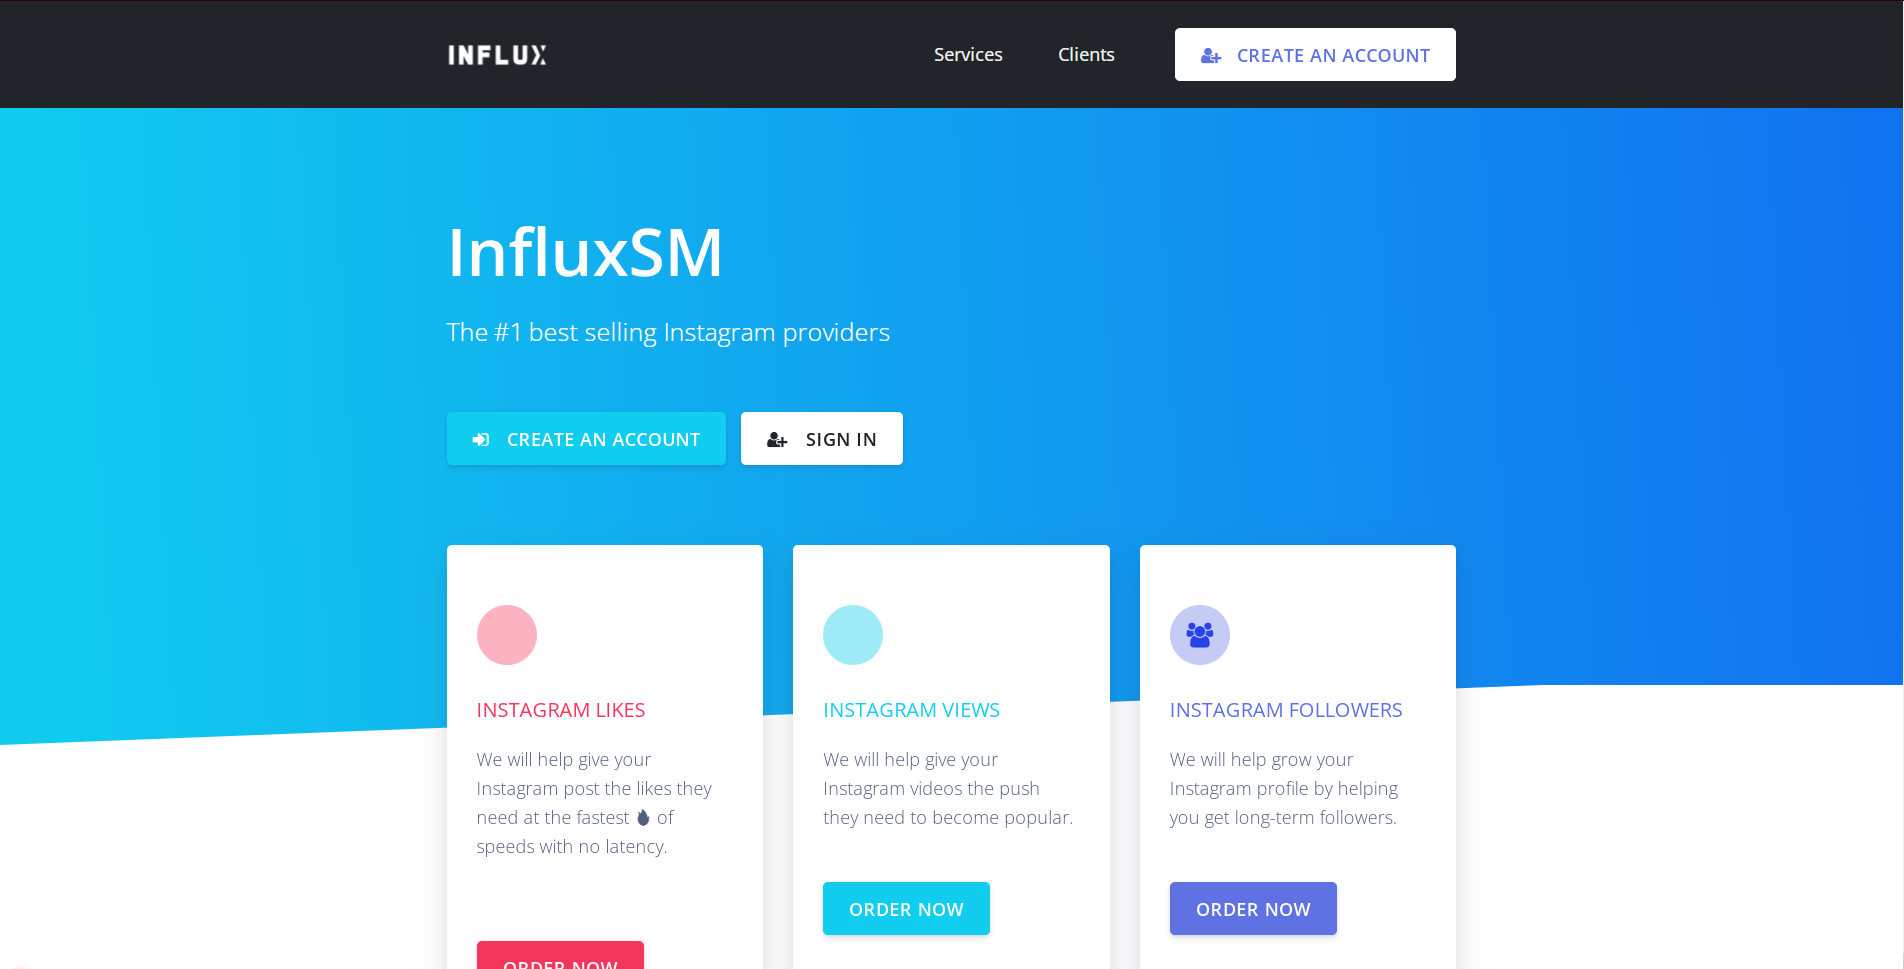 INFLUX
Services
Clients
CREATE AN ACCOUNT
InfluxSM
The #1 best selling Instagram providers
CREATE AN ACCOUNT
SIGN IN
INSTAGRAM LIKES
We will help give your
Instagram post the likes they
need at the fastest of
speeds with no latency.
ORDER NOW
INSTAGRAM VIEWS
We will help give your
Instagram videos the push
they need to become popular.
ORDER NOW
INSTAGRAM FOLLOWERS
We will help grow your
Instagram profile by helping
you get long-term followers.
ORDER NOW